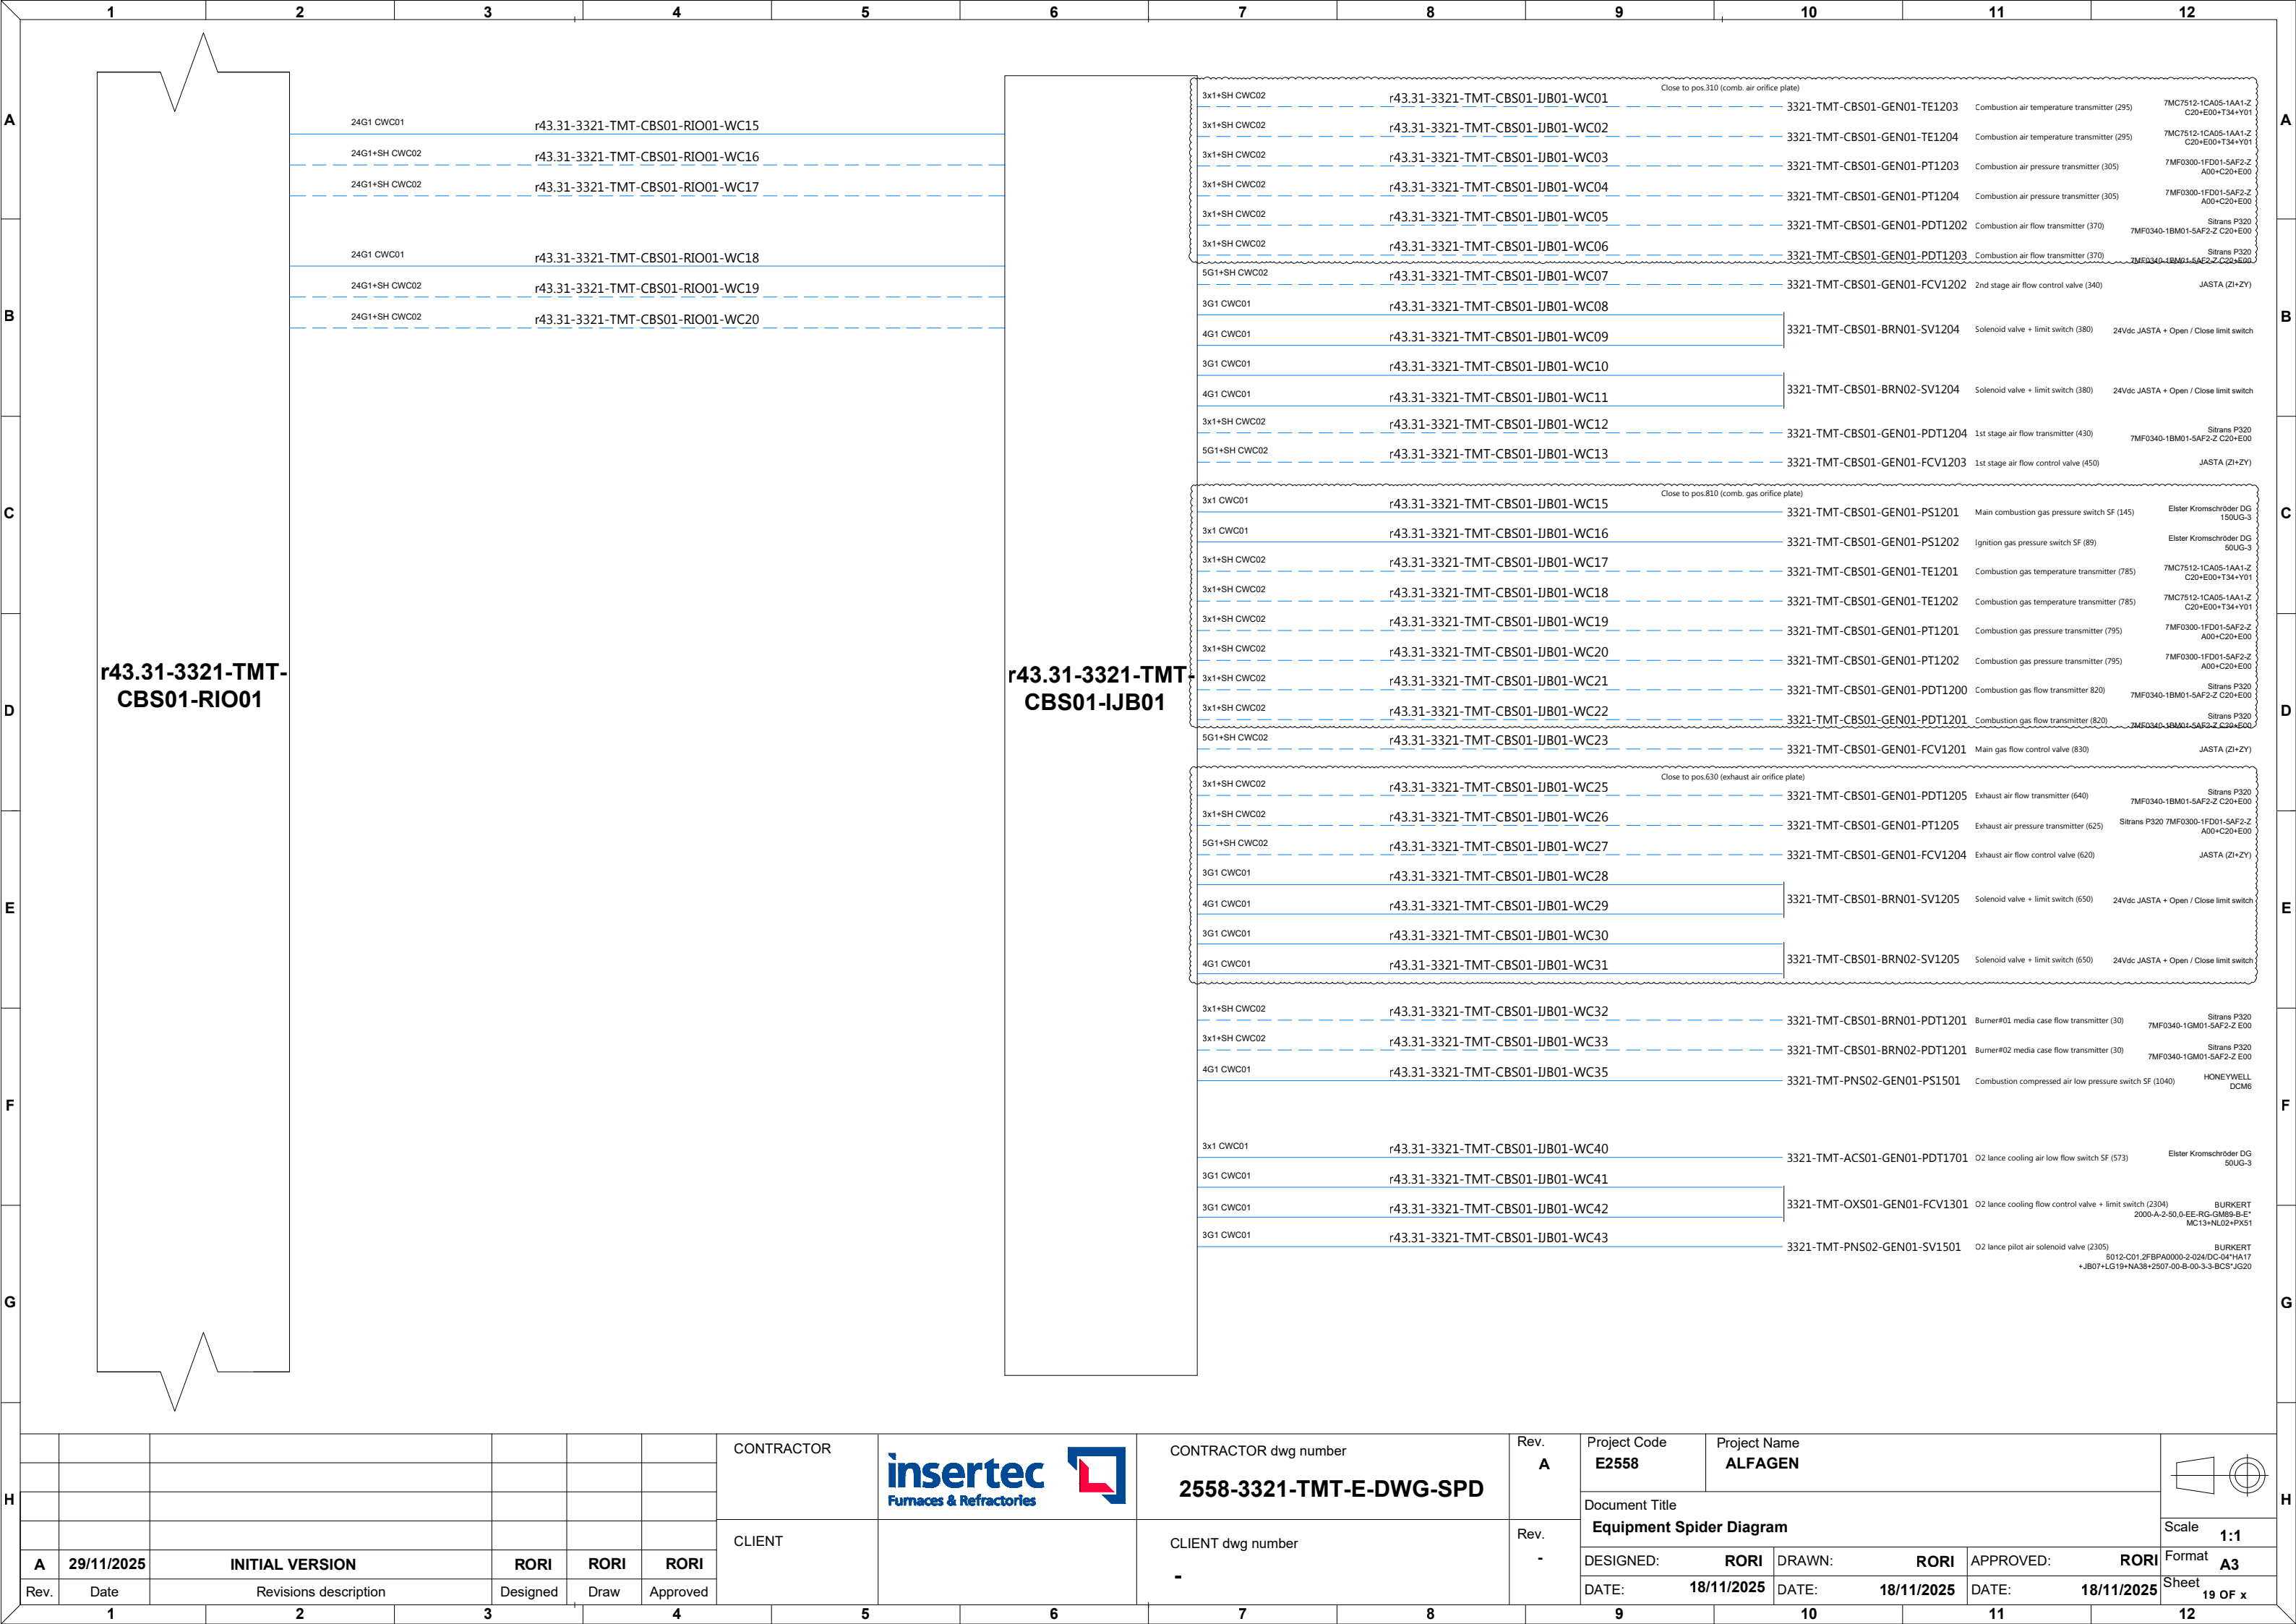 1 2 3 4 5 6 7 8 9 10 11 12
A
B
C
D
E
F
G
H
r43.31-3321-TMT-
CBS01-RIO01
24G1 CWC01 r43.31-3321-TMT-CBS01-RIO01-WC15
24G1+SH CWC02 r43.31-3321-TMT-CBS01-RIO01-WC16
24G1+SH CWC02 r43.31-3321-TMT-CBS01-RIO01-WC17
24G1 CWC01 r43.31-3321-TMT-CBS01-RIO01-WC18
24G1+SH CWC02 r43.31-3321-TMT-CBS01-RIO01-WC19
24G1+SH CWC02 r43.31-3321-TMT-CBS01-RIO01-WC20
r43.31-3321-TMT-
CBS01-IJB01
Close to pos.310 (comb. air orifice plate)
3x1+SH CWC02 r43.31-3321-TMT-CBS01-IJB01-WC01 3321-TMT-CBS01-GEN01-TE1203 Combustion air temperature transmitter (295) 7MC7512-1CA05-1AA1-Z
C20+E00+T34+Y01
3x1+SH CWC02 r43.31-3321-TMT-CBS01-IJB01-WC02 3321-TMT-CBS01-GEN01-TE1204 Combustion air temperature transmitter (295) 7MC7512-1CA05-1AA1-Z
C20+E00+T34+Y01
3x1+SH CWC02 r43.31-3321-TMT-CBS01-IJB01-WC03 3321-TMT-CBS01-GEN01-PT1203 Combustion air pressure transmitter (305) 7MF0300-1FD01-5AF2-Z
A00+C20+E00
3x1+SH CWC02 r43.31-3321-TMT-CBS01-IJB01-WC04 3321-TMT-CBS01-GEN01-PT1204 Combustion air pressure transmitter (305) 7MF0300-1FD01-5AF2-Z
A00+C20+E00
3x1+SH CWC02 r43.31-3321-TMT-CBS01-IJB01-WC05 3321-TMT-CBS01-GEN01-PDT1202 Combustion air flow transmitter (370) Sitrans P320
7MF0340-1BM01-5AF2-Z C20+E00
3x1+SH CWC02 r43.31-3321-TMT-CBS01-IJB01-WC06 3321-TMT-CBS01-GEN01-PDT1203 Combustion air flow transmitter (370) Sitrans P320
7MF0340-1BM01-5AF2-Z C20+E00
5G1+SH CWC02 r43.31-3321-TMT-CBS01-IJB01-WC07 3321-TMT-CBS01-GEN01-FCV1202 2nd stage air flow control valve (340) JASTA (ZI+ZY)
3G1 CWC01 r43.31-3321-TMT-CBS01-IJB01-WC08
3321-TMT-CBS01-BRN01-SV1204 Solenoid valve + limit switch (380) 24Vdc JASTA + Open / Close limit switch
4G1 CWC01 r43.31-3321-TMT-CBS01-IJB01-WC09
3G1 CWC01 r43.31-3321-TMT-CBS01-IJB01-WC10
3321-TMT-CBS01-BRN02-SV1204 Solenoid valve + limit switch (380) 24Vdc JASTA + Open / Close limit switch
4G1 CWC01 r43.31-3321-TMT-CBS01-IJB01-WC11
3x1+SH CWC02 r43.31-3321-TMT-CBS01-IJB01-WC12 3321-TMT-CBS01-GEN01-PDT1204 1st stage air flow transmitter (430) Sitrans P320
7MF0340-1BM01-5AF2-Z C20+E00
5G1+SH CWC02 r43.31-3321-TMT-CBS01-IJB01-WC13 3321-TMT-CBS01-GEN01-FCV1203 1st stage air flow control valve (450) JASTA (ZI+ZY)
Close to pos.810 (comb. gas orifice plate)
3x1 CWC01 r43.31-3321-TMT-CBS01-IJB01-WC15 3321-TMT-CBS01-GEN01-PS1201 Main combustion gas pressure switch SF (145) Elster Kromschröder DG
150UG-3
3x1 CWC01 r43.31-3321-TMT-CBS01-IJB01-WC16 3321-TMT-CBS01-GEN01-PS1202 Ignition gas pressure switch SF (89) Elster Kromschröder DG
50UG-3
3x1+SH CWC02 r43.31-3321-TMT-CBS01-IJB01-WC17 3321-TMT-CBS01-GEN01-TE1201 Combustion gas temperature transmitter (785) 7MC7512-1CA05-1AA1-Z
C20+E00+T34+Y01
3x1+SH CWC02 r43.31-3321-TMT-CBS01-IJB01-WC18 3321-TMT-CBS01-GEN01-TE1202 Combustion gas temperature transmitter (785) 7MC7512-1CA05-1AA1-Z
C20+E00+T34+Y01
3x1+SH CWC02 r43.31-3321-TMT-CBS01-IJB01-WC19 3321-TMT-CBS01-GEN01-PT1201 Combustion gas pressure transmitter (795) 7MF0300-1FD01-5AF2-Z
A00+C20+E00
3x1+SH CWC02 r43.31-3321-TMT-CBS01-IJB01-WC20 3321-TMT-CBS01-GEN01-PT1202 Combustion gas pressure transmitter (795) 7MF0300-1FD01-5AF2-Z
A00+C20+E00
3x1+SH CWC02 r43.31-3321-TMT-CBS01-IJB01-WC21 3321-TMT-CBS01-GEN01-PDT1200 Combustion gas flow transmitter 820) Sitrans P320
7MF0340-1BM01-5AF2-Z C20+E00
3x1+SH CWC02 r43.31-3321-TMT-CBS01-IJB01-WC22 3321-TMT-CBS01-GEN01-PDT1201 Combustion gas flow transmitter (820) Sitrans P320
7MF0340-1BM01-5AF2-Z C20+E00
5G1+SH CWC02 r43.31-3321-TMT-CBS01-IJB01-WC23 3321-TMT-CBS01-GEN01-FCV1201 Main gas flow control valve (830) JASTA (ZI+ZY)
Close to pos.630 (exhaust air orifice plate)
3x1+SH CWC02 r43.31-3321-TMT-CBS01-IJB01-WC25 3321-TMT-CBS01-GEN01-PDT1205 Exhaust air flow transmitter (640) Sitrans P320
7MF0340-1BM01-5AF2-Z C20+E00
3x1+SH CWC02 r43.31-3321-TMT-CBS01-IJB01-WC26 3321-TMT-CBS01-GEN01-PT1205 Exhaust air pressure transmitter (625) Sitrans P320 7MF0300-1FD01-5AF2-Z
A00+C20+E00
5G1+SH CWC02 r43.31-3321-TMT-CBS01-IJB01-WC27 3321-TMT-CBS01-GEN01-FCV1204 Exhaust air flow control valve (620) JASTA (ZI+ZY)
3G1 CWC01 r43.31-3321-TMT-CBS01-IJB01-WC28
3321-TMT-CBS01-BRN01-SV1205 Solenoid valve + limit switch (650) 24Vdc JASTA + Open / Close limit switch
4G1 CWC01 r43.31-3321-TMT-CBS01-IJB01-WC29
3G1 CWC01 r43.31-3321-TMT-CBS01-IJB01-WC30
3321-TMT-CBS01-BRN02-SV1205 Solenoid valve + limit switch (650) 24Vdc JASTA + Open / Close limit switch
4G1 CWC01 r43.31-3321-TMT-CBS01-IJB01-WC31
3x1+SH CWC02 r43.31-3321-TMT-CBS01-IJB01-WC32 3321-TMT-CBS01-BRN01-PDT1201 Burner#01 media case flow transmitter (30) Sitrans P320
7MF0340-1GM01-5AF2-Z E00
3x1+SH CWC02 r43.31-3321-TMT-CBS01-IJB01-WC33 3321-TMT-CBS01-BRN02-PDT1201 Burner#02 media case flow transmitter (30) Sitrans P320
7MF0340-1GM01-5AF2-Z E00
4G1 CWC01 r43.31-3321-TMT-CBS01-IJB01-WC35 3321-TMT-PNS02-GEN01-PS1501 Combustion compressed air low pressure switch SF (1040) HONEYWELL
DCM6
3x1 CWC01 r43.31-3321-TMT-CBS01-IJB01-WC40 3321-TMT-ACS01-GEN01-PDT1701 O2 lance cooling air low flow switch SF (573) Elster Kromschröder DG
50UG-3
3G1 CWC01 r43.31-3321-TMT-CBS01-IJB01-WC41
3321-TMT-OXS01-GEN01-FCV1301 O2 lance cooling flow control valve + limit switch (2304) BURKERT
2000-A-2-50,0-EE-RG-GM89-B-E*
MC13+NL02+PX51
3G1 CWC01 r43.31-3321-TMT-CBS01-IJB01-WC42
3G1 CWC01 r43.31-3321-TMT-CBS01-IJB01-WC43 3321-TMT-PNS02-GEN01-SV1501 O2 lance pilot air solenoid valve (2305) BURKERT
6012-C01,2FBPA0000-2-024/DC-04*HA17
+JB07+LG19+NA38+2507-00-B-00-3-3-BCS*JG20
A 29/11/2025 INITIAL VERSION RORI RORI RORI
Rev. Date Revisions description Designed Draw Approved
CONTRACTOR
insertec
Furnaces & Refractories
CLIENT
CONTRACTOR dwg number
2558-3321-TMT-E-DWG-SPD
Rev.
A
CLIENT dwg number
-
Rev.
-
Project Code
E2558
Project Name
ALFAGEN
Document Title
Equipment Spider Diagram
DESIGNED: RORI DRAWN: RORI APPROVED: RORI
DATE: 18/11/2025 DATE: 18/11/2025 DATE: 18/11/2025
Scale
1:1
Format
A3
Sheet
19 OF x
A
B
C
D
E
F
G
H
1 2 3 4 5 6 7 8 9 10 11 12